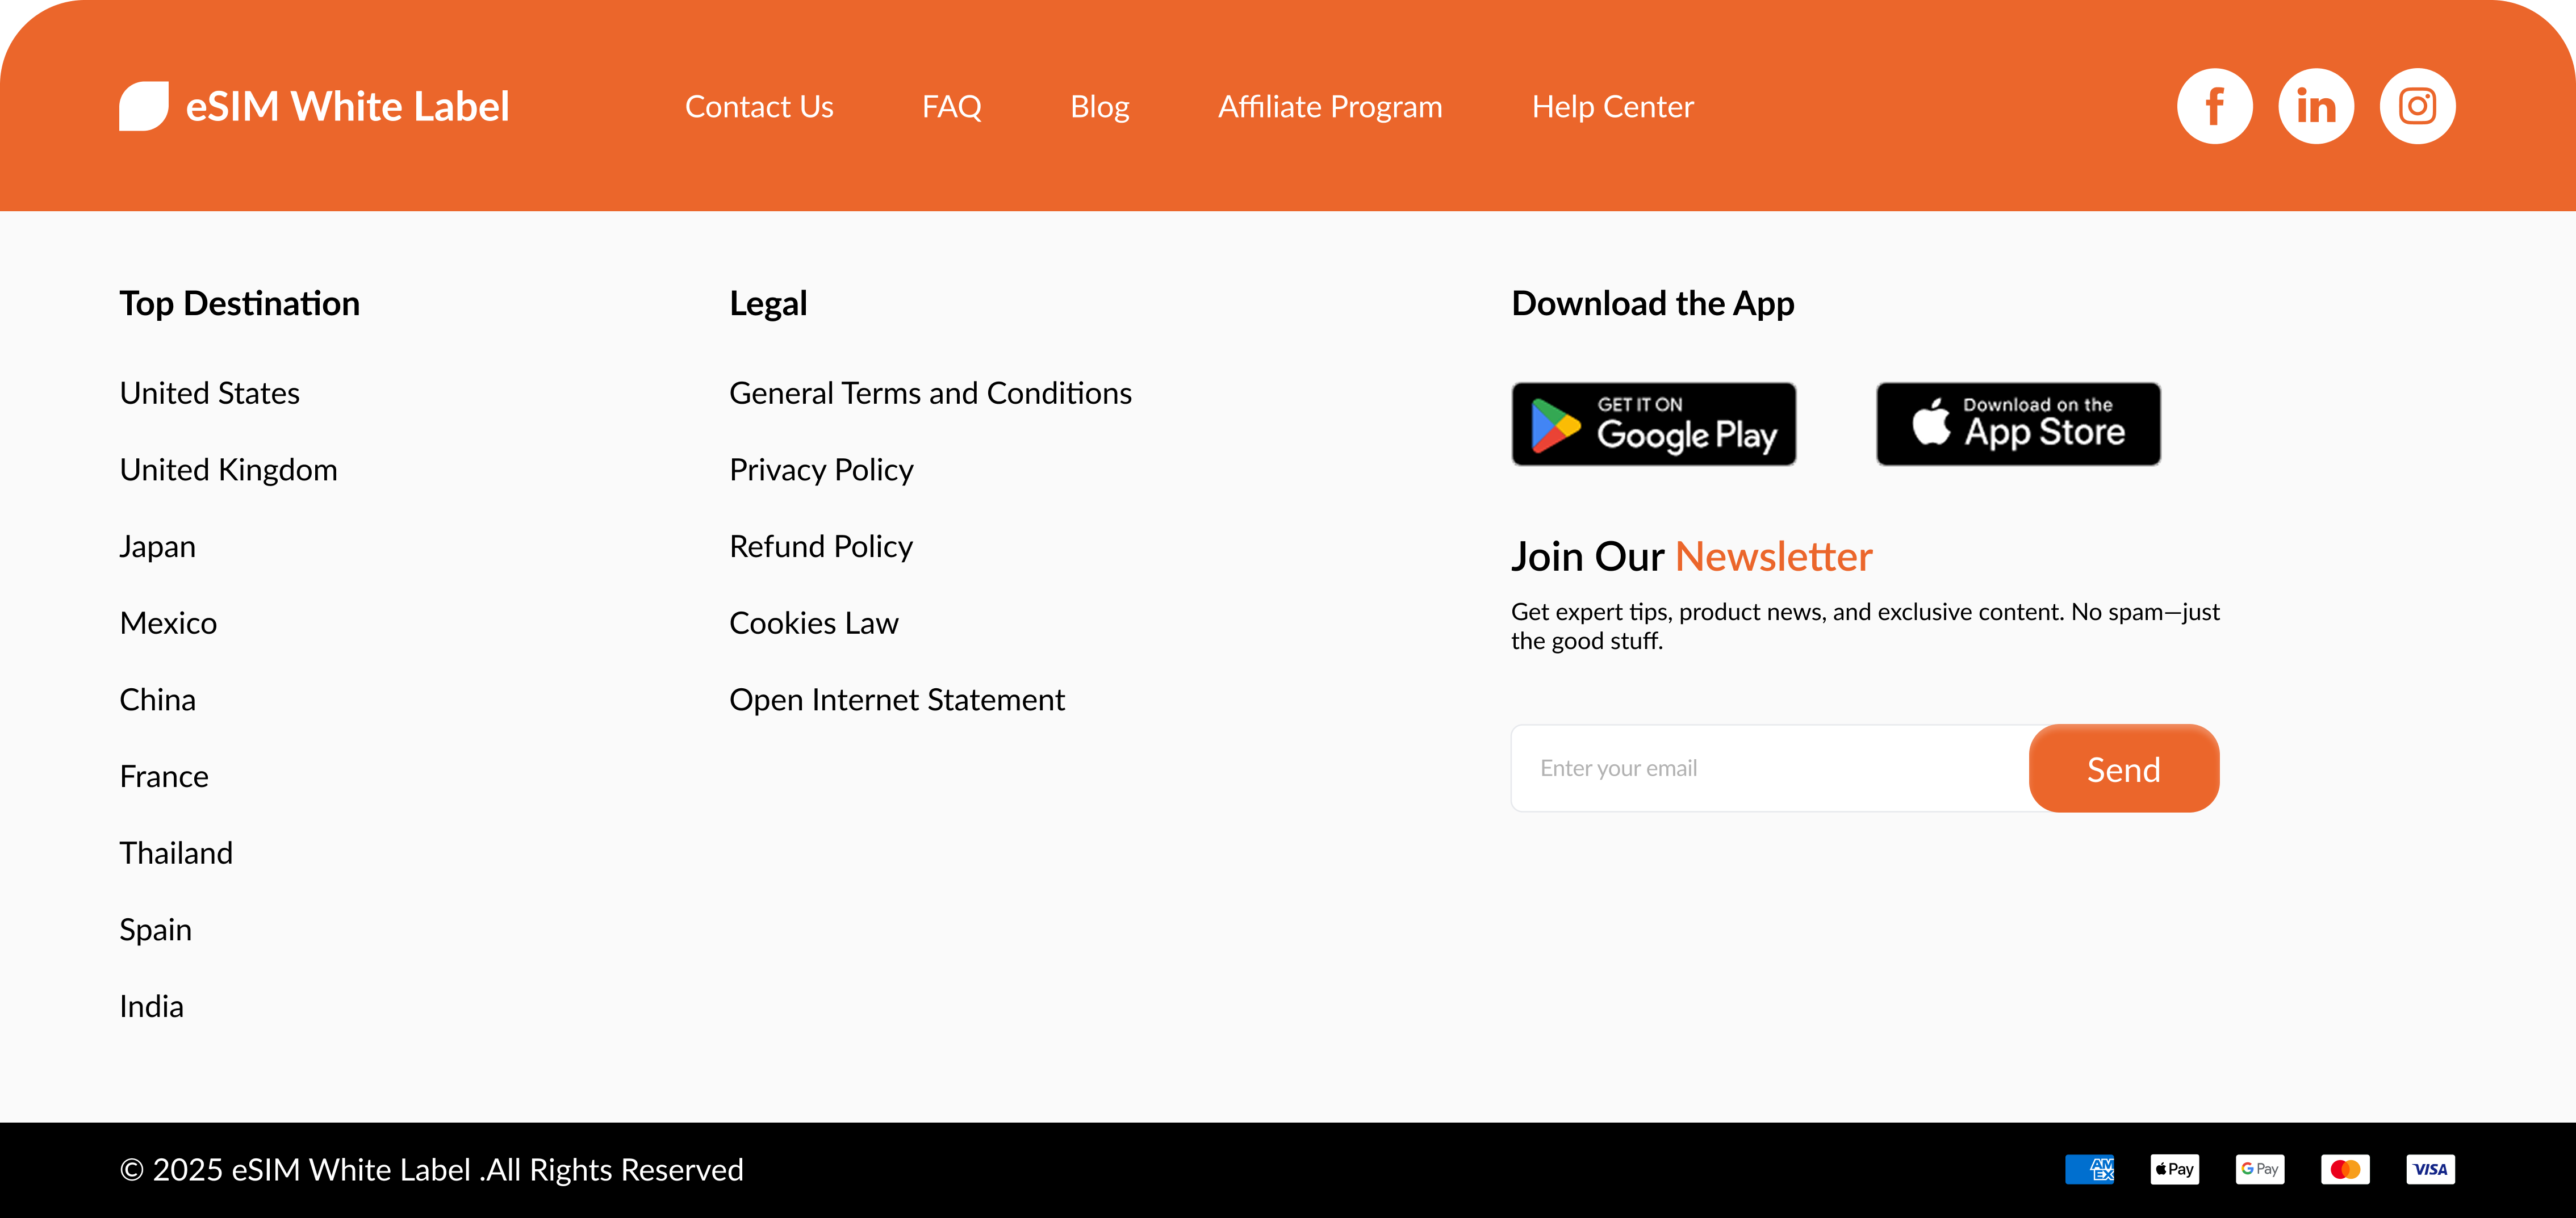 eSIM White Label
Contact Us
FAQ
Blog
Affiliate Program
Help Center
f
in
Top Destination
United States
United Kingdom
Japan
Mexico
China
France
Thailand
Spain
India
Legal
General Terms and Conditions
Privacy Policy
Refund Policy
Cookies Law
Open Internet Statement
Download the App
GET IT ON
Google Play
Download on the
App Store
Join Our Newsletter
Get expert tips, product news, and exclusive content. No spam—just
the good stuff.
Enter your email
Send
© 2025 eSIM White Label .All Rights Reserved
AM
EX
Pay
G Pay
VISA